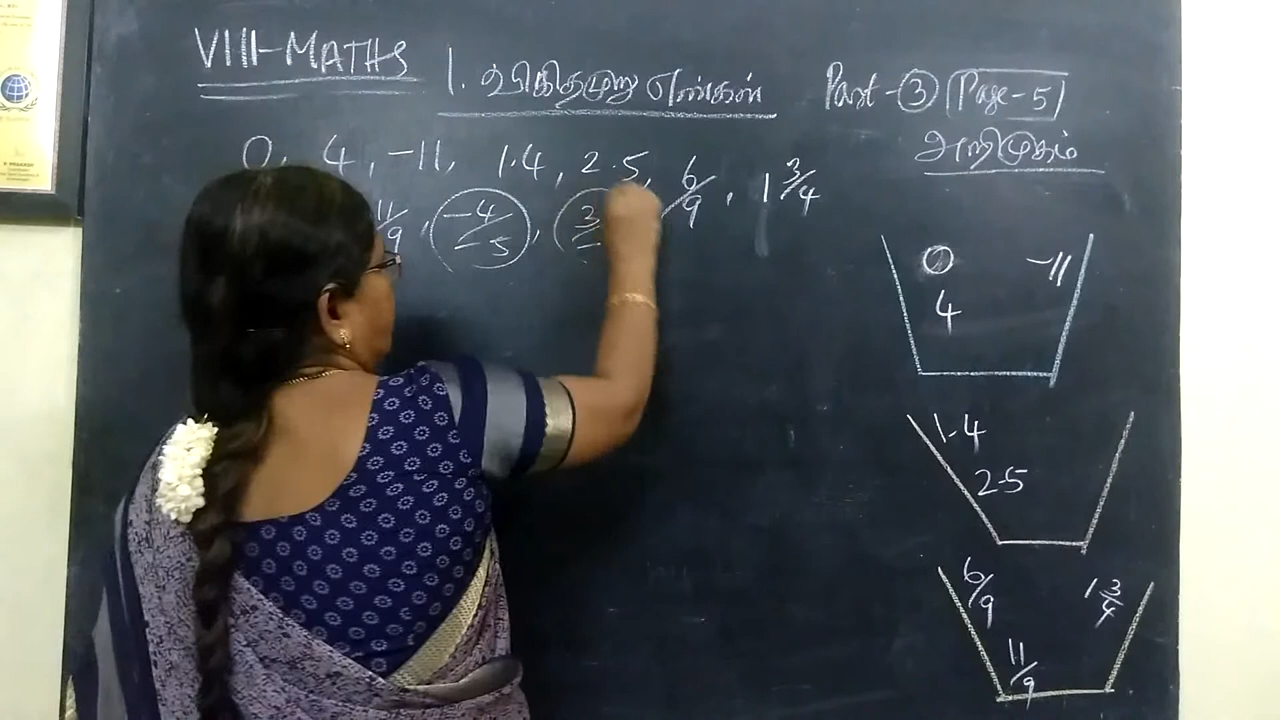 VIII-MATHS
1. விகிதமுறு எண்கள்
Part-③ Page-5
அறிமுகம்
0, 4, -11, 1.4, 2.5, 6/9, 1 3/4
11/9, -4/-5, 3
0 -11
4
1.4
2.5
6/9 1 3/4
11/9